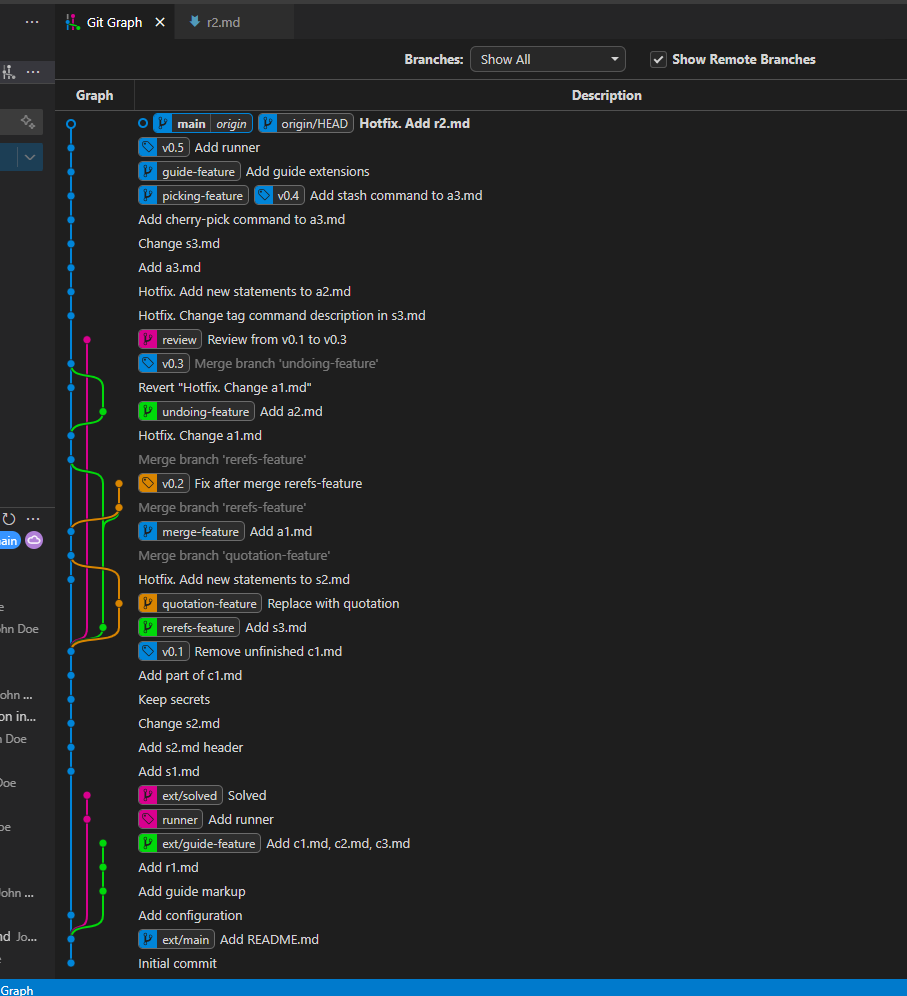 Git Graph
r2.md
Branches: Show All Show Remote Branches
Graph Description
main origin origin/HEAD Hotfix. Add r2.md
v0.5 Add runner
guide-feature Add guide extensions
picking-feature v0.4 Add stash command to a3.md
Add cherry-pick command to a3.md
Change s3.md
Add a3.md
Hotfix. Add new statements to a2.md
Hotfix. Change tag command description in s3.md
review Review from v0.1 to v0.3
v0.3 Merge branch 'undoing-feature'
Revert "Hotfix. Change a1.md"
undoing-feature Add a2.md
Hotfix. Change a1.md
Merge branch 'rerefs-feature'
v0.2 Fix after merge rerefs-feature
Merge branch 'rerefs-feature'
merge-feature Add a1.md
ain
Merge branch 'quotation-feature'
Hotfix. Add new statements to s2.md
e
quotation-feature Replace with quotation
ohn Doe
rerefs-feature Add s3.md
v0.1 Remove unfinished c1.md
Add part of c1.md
ohn ...
Keep secrets
on in...
Change s2.md
n Doe
Add s2.md header
Add s1.md
Doe
ext/solved Solved
runner Add runner
oe
ext/guide-feature Add c1.md, c2.md, c3.md
Add r1.md
ohn ...
Add guide markup
Add configuration
nd Jo...
ext/main Add README.md
Initial commit
Graph